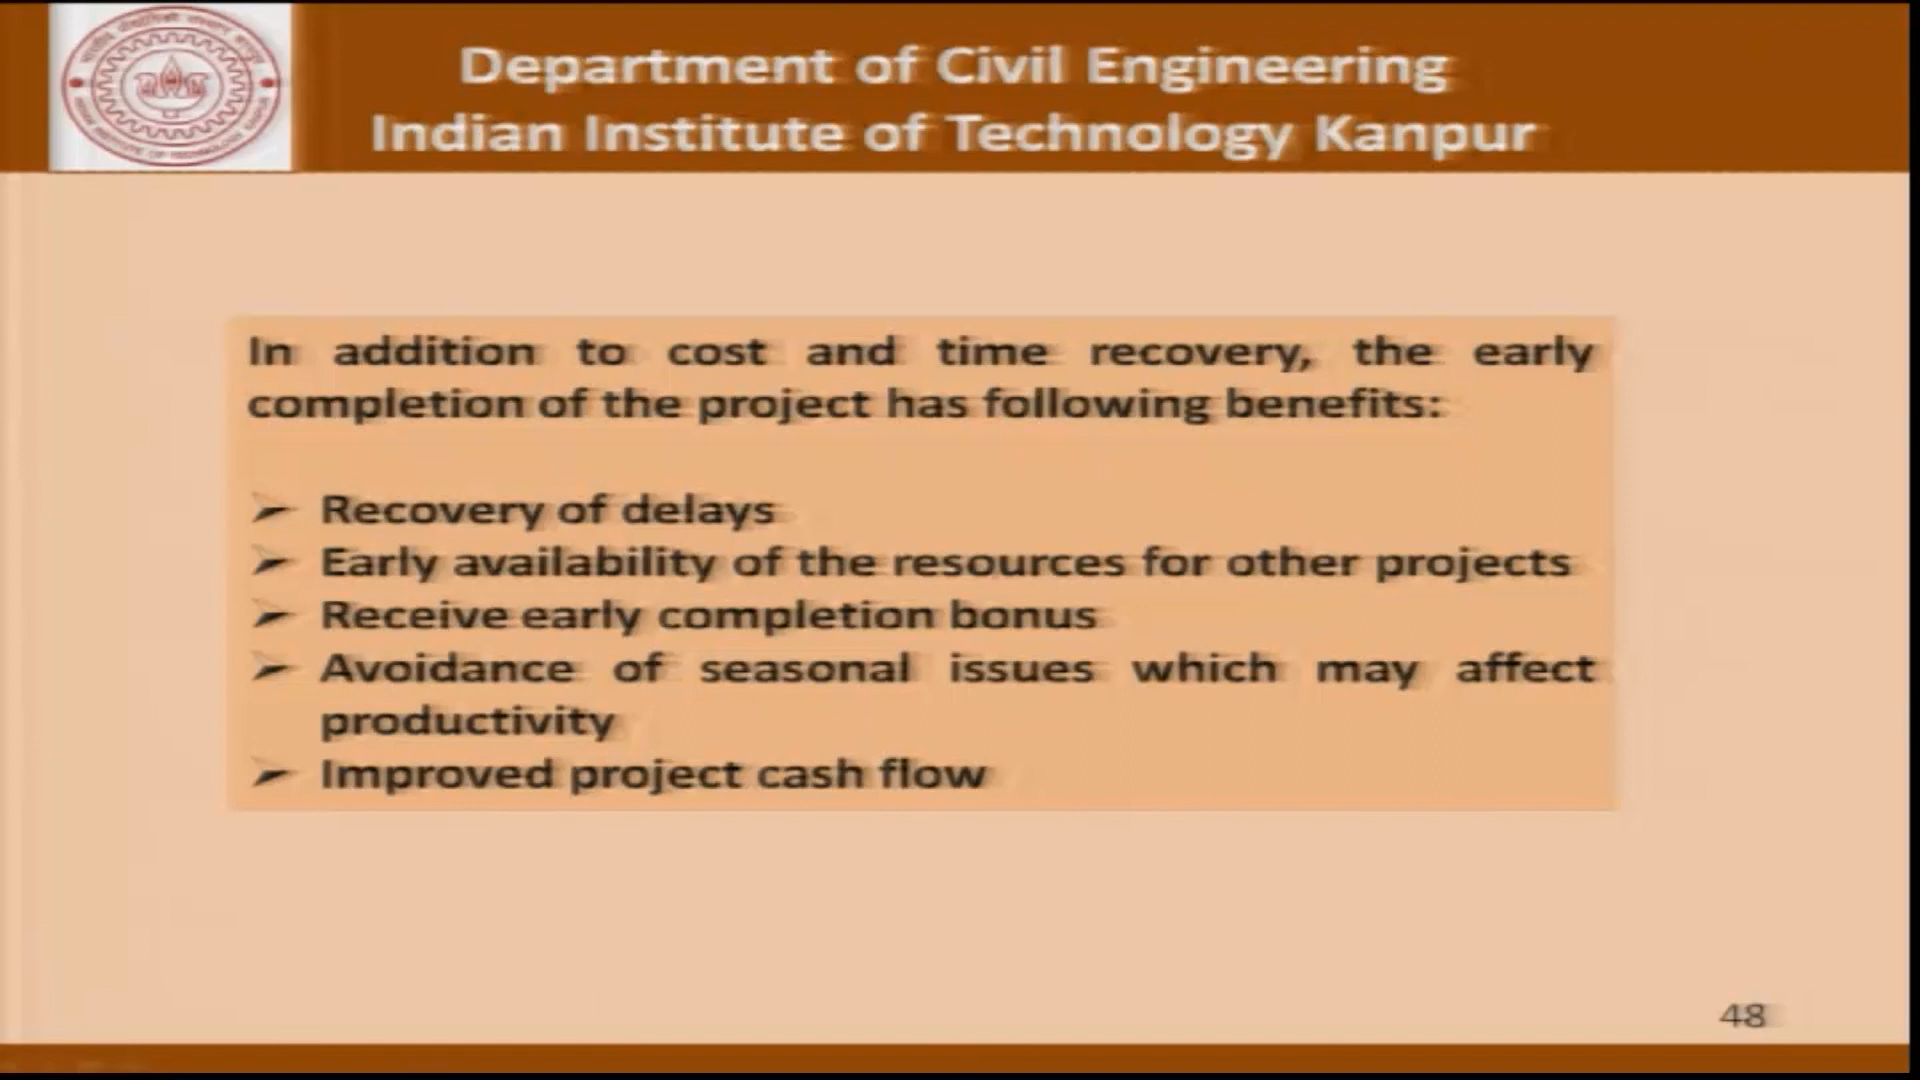 Department of Civil Engineering
Indian Institute of Technology Kanpur
In addition to cost and time recovery, the early
completion of the project has following benefits:
➢ Recovery of delays
➢ Early availability of the resources for other projects
➢ Receive early completion bonus
➢ Avoidance of seasonal issues which may affect
productivity
➢ Improved project cash flow
48